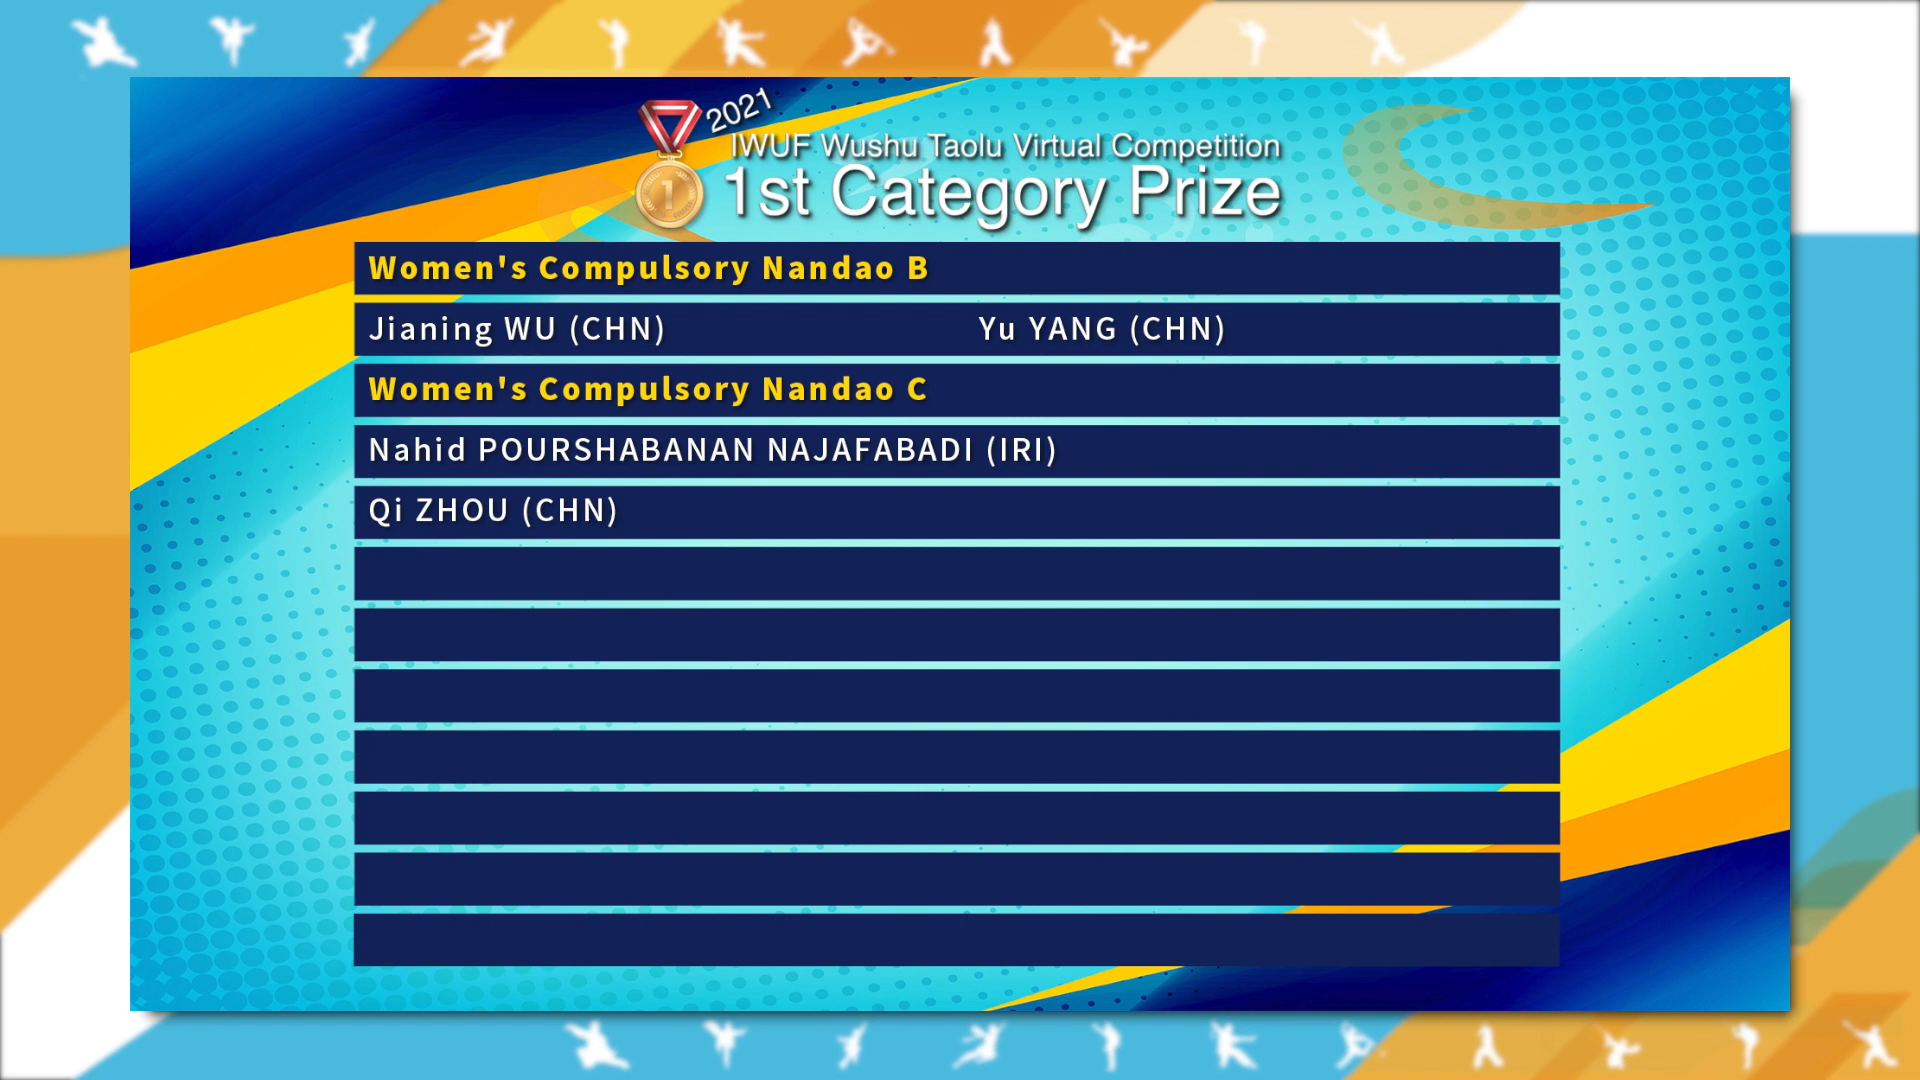 2021
IWUF Wushu Taolu Virtual Competition
1
1st Category Prize
Women's Compulsory Nandao B
Jianing WU (CHN) Yu YANG (CHN)
Women's Compulsory Nandao C
Nahid POURSHABANAN NAJAFABADI (IRI)
Qi ZHOU (CHN)